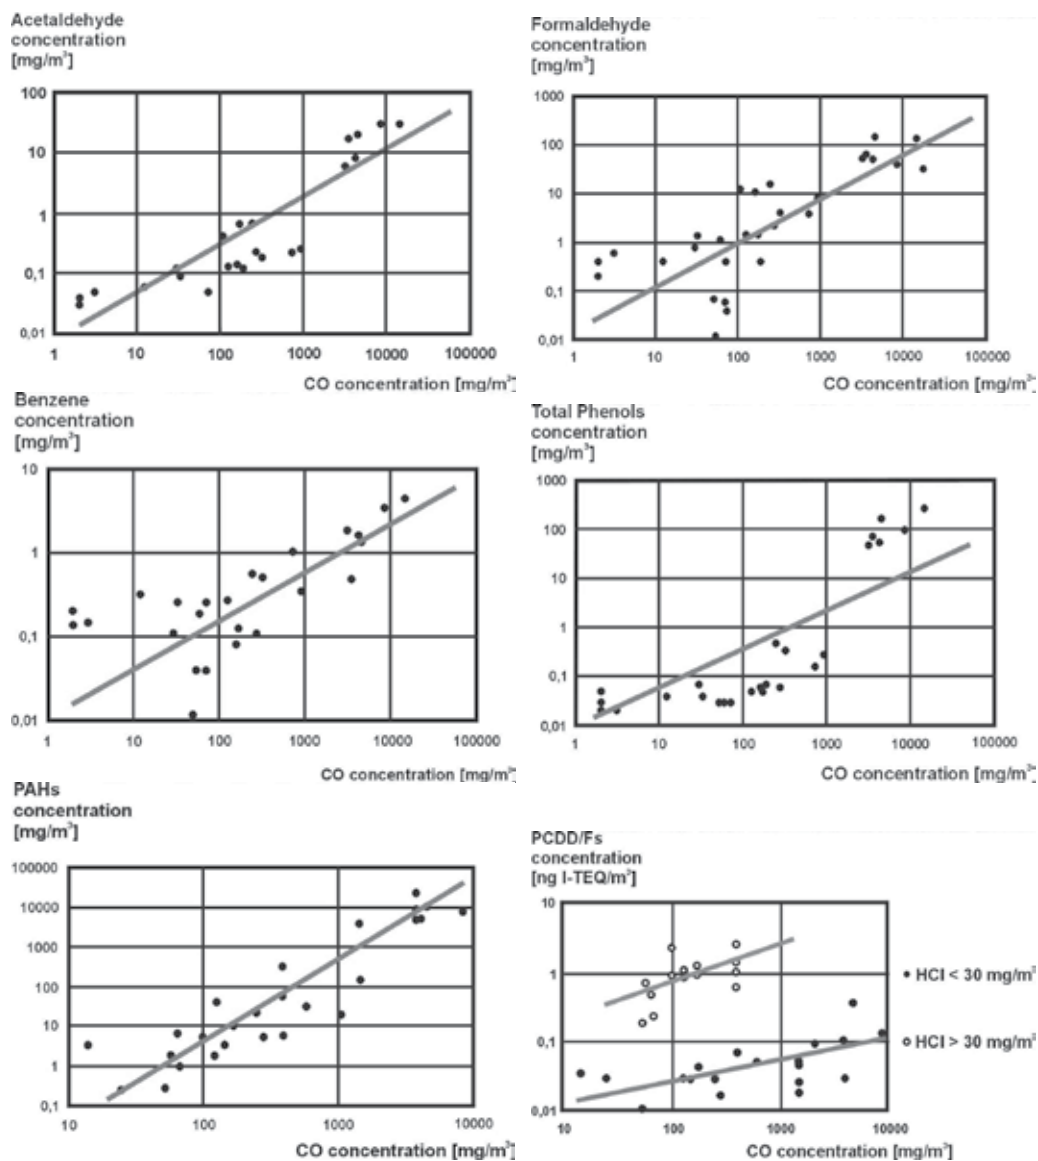 Acetaldehyde
concentration
[mg/m³]
100
10
1
0,1
0,01
1 10 100 1000 10000 100000
CO concentration [mg/m³]
Formaldehyde
concentration
[mg/m³]
1000
100
10
1
0,1
0,01
1 10 100 1000 10000 100000
CO concentration [mg/m³]
Benzene
concentration
[mg/m³]
10
1
0,1
0,01
1 10 100 1000 10000 100000
CO concentration [mg/m³]
Total Phenols
concentration
[mg/m³]
1000
100
10
1
0,1
0,01
1 10 100 1000 10000 100000
CO concentration [mg/m³]
PAHs
concentration
[mg/m³]
100000
10000
1000
100
10
1
0,1
10 100 1000 10000
CO concentration [mg/m³]
PCDD/Fs
concentration
[ng I-TEQ/m³]
10
1
0,1
0,01
10 100 1000 10000
CO concentration [mg/m³]
HCl < 30 mg/m³
HCl > 30 mg/m³